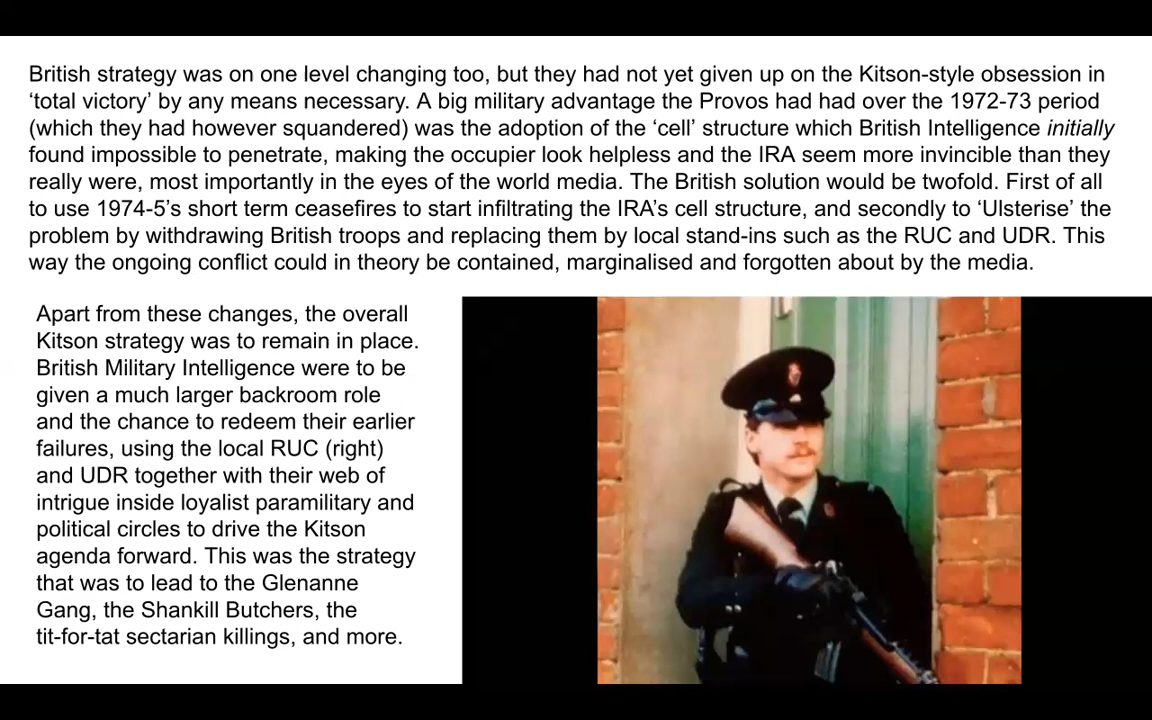 British strategy was on one level changing too, but they had not yet given up on the Kitson-style obsession in
‘total victory’ by any means necessary. A big military advantage the Provos had had over the 1972-73 period
(which they had however squandered) was the adoption of the ‘cell’ structure which British Intelligence initially
found impossible to penetrate, making the occupier look helpless and the IRA seem more invincible than they
really were, most importantly in the eyes of the world media. The British solution would be twofold. First of all
to use 1974-5’s short term ceasefires to start infiltrating the IRA’s cell structure, and secondly to ‘Ulsterise’ the
problem by withdrawing British troops and replacing them by local stand-ins such as the RUC and UDR. This
way the ongoing conflict could in theory be contained, marginalised and forgotten about by the media.
Apart from these changes, the overall
Kitson strategy was to remain in place.
British Military Intelligence were to be
given a much larger backroom role
and the chance to redeem their earlier
failures, using the local RUC (right)
and UDR together with their web of
intrigue inside loyalist paramilitary and
political circles to drive the Kitson
agenda forward. This was the strategy
that was to lead to the Glenanne
Gang, the Shankill Butchers, the
tit-for-tat sectarian killings, and more.